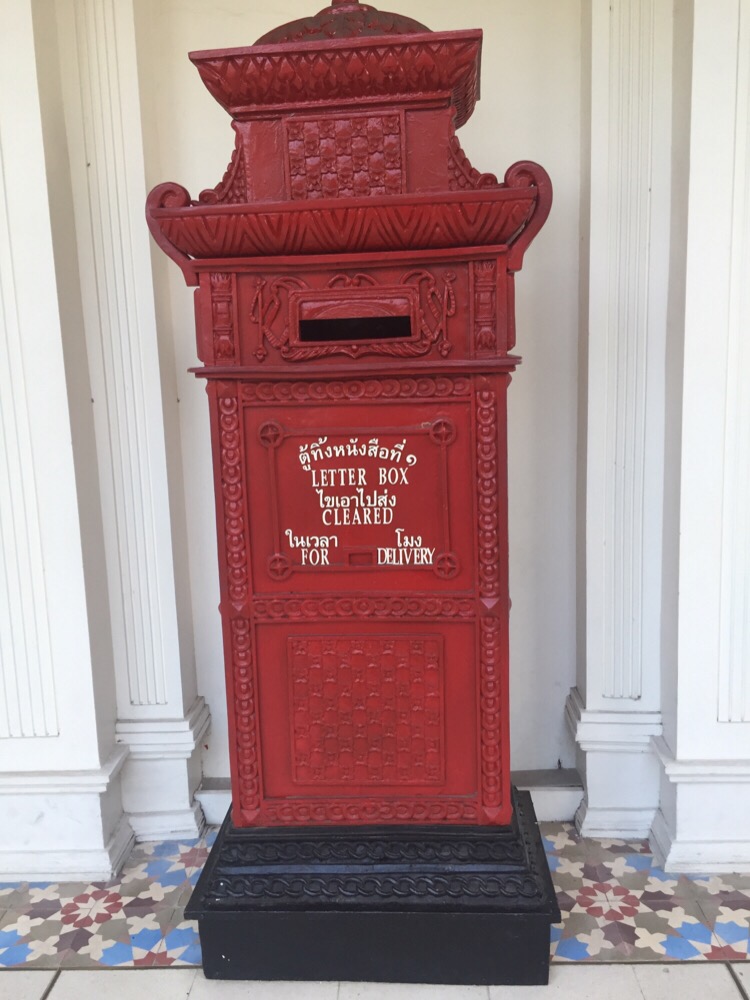 ตู้ทิ้งหนังสือที่ ๑
LETTER BOX
ไขเอาไปส่ง
CLEARED
ในเวลา โมง
FOR DELIVERY